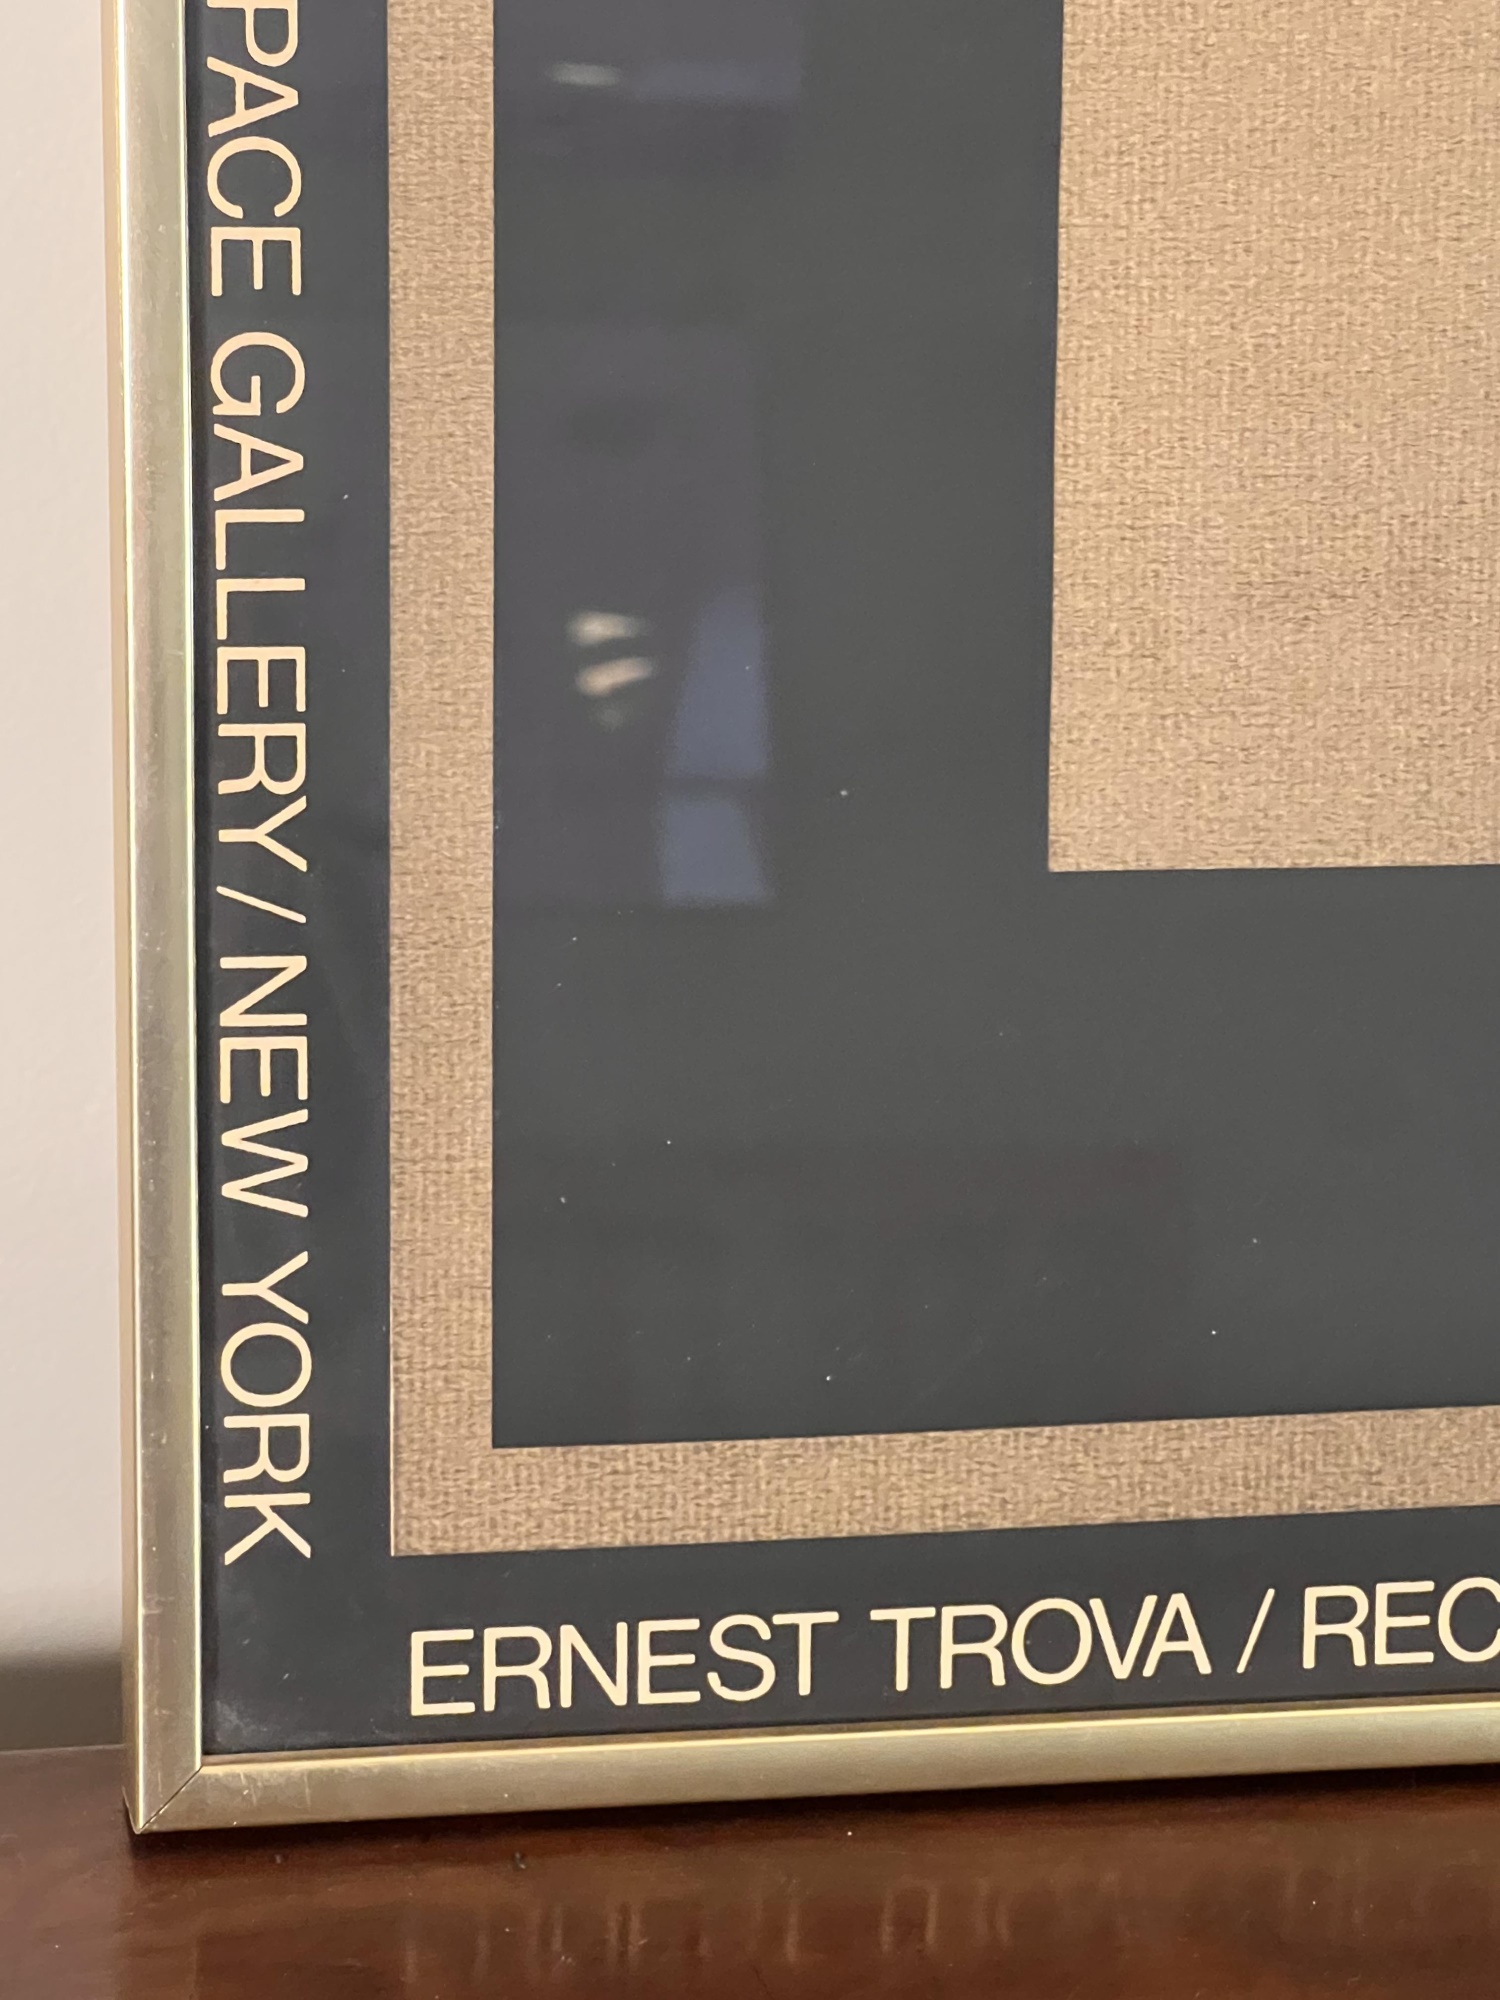 PACE GALLERY / NEW YORK
ERNEST TROVA / REC